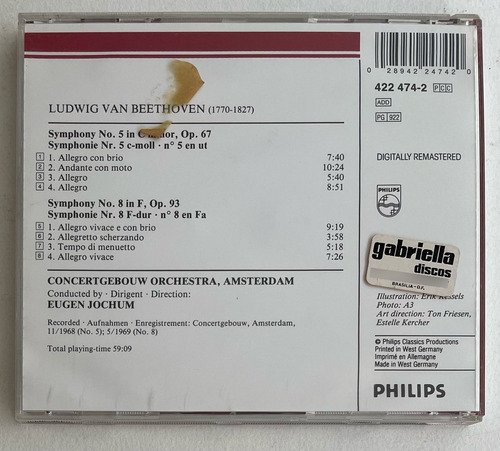 0 28942 24742 0
422 474-2 PCC
ADD
PG 922
DIGITALLY REMASTERED
PHILIPS
LUDWIG VAN BEETHOVEN (1770-1827)
Symphony No. 5 in C minor, Op. 67
Symphonie Nr. 5 c-moll · n° 5 en ut
1 1. Allegro con brio 7:40
2 2. Andante con moto 10:24
3 3. Allegro 5:40
4 4. Allegro 8:51
Symphony No. 8 in F, Op. 93
Symphonie Nr. 8 F-dur · n° 8 en Fa
5 1. Allegro vivace e con brio 9:19
6 2. Allegretto scherzando 3:58
7 3. Tempo di menuetto 5:18
8 4. Allegro vivace 7:26
CONCERTGEBOUW ORCHESTRA, AMSTERDAM
Conducted by · Dirigent · Direction:
EUGEN JOCHUM
Recorded · Aufnahmen · Enregistrement: Concertgebouw, Amsterdam,
11/1968 (No. 5); 5/1969 (No. 8)
Total playing-time 59:09
gabriella
discos
BRASILIA - D.F.
Illustration: Erik Kessels
Photo: A3
Art direction: Ton Friesen,
Estelle Kercher
℗ Philips Classics Productions
Printed in West Germany
Imprimé en Allemagne
Made in West Germany
PHILIPS